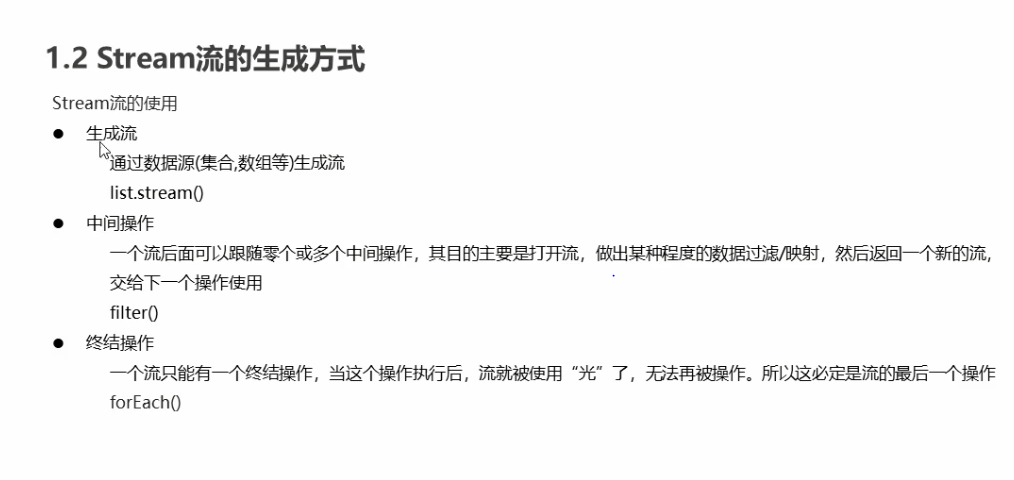 1.2 Stream流的生成方式
Stream流的使用
● 生成流
通过数据源(集合,数组等)生成流
list.stream()
● 中间操作
一个流后面可以跟随零个或多个中间操作，其目的主要是打开流，做出某种程度的数据过滤/映射，然后返回一个新的流，
交给下一个操作使用
filter()
● 终结操作
一个流只能有一个终结操作，当这个操作执行后，流就被使用“光”了，无法再被操作。所以这必定是流的最后一个操作
forEach()